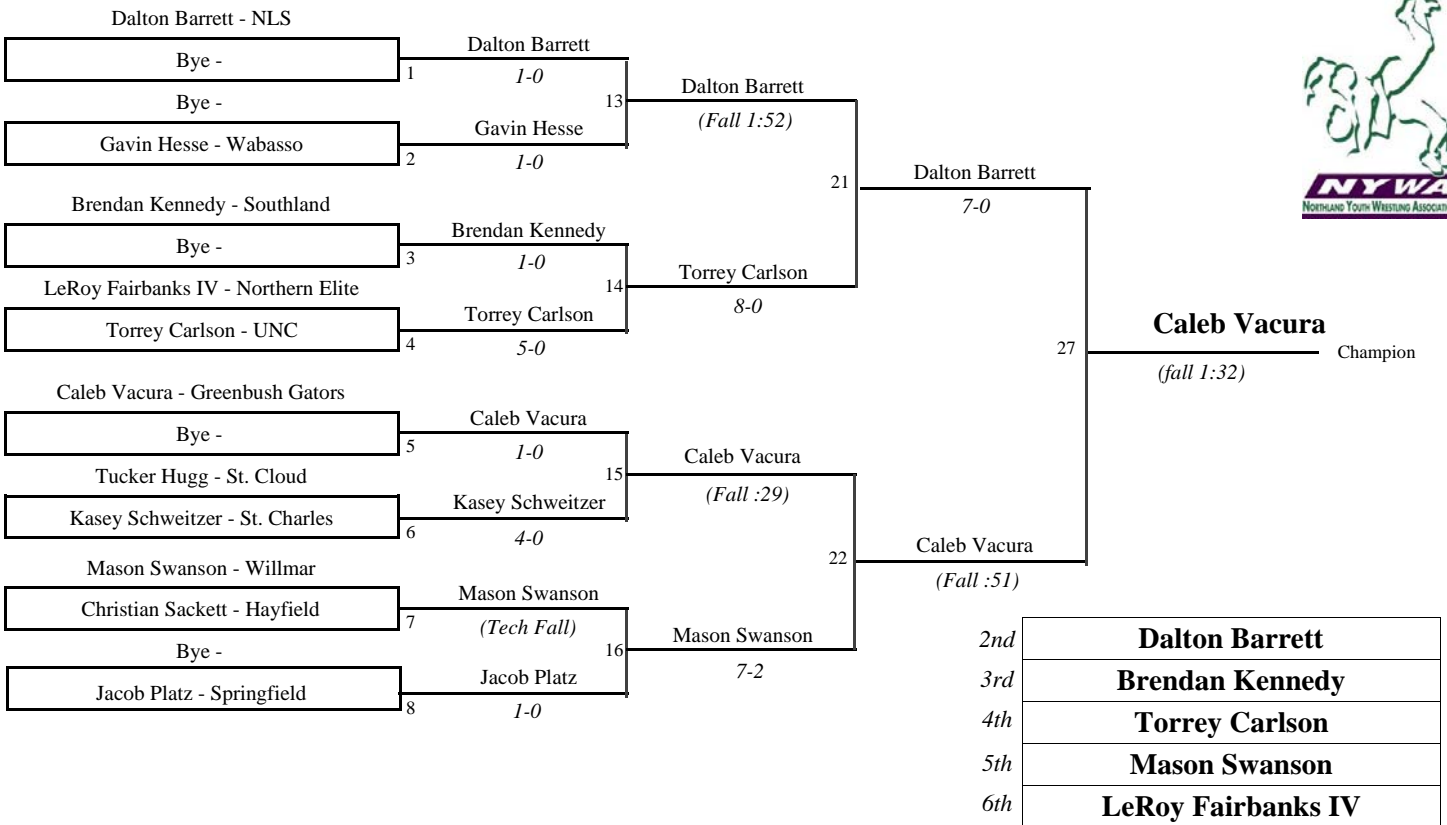 Dalton Barrett - NLS
Bye -
1
Bye -
Gavin Hesse - Wabasso
2
Brendan Kennedy - Southland
Bye -
3
LeRoy Fairbanks IV - Northern Elite
Torrey Carlson - UNC
4
Caleb Vacura - Greenbush Gators
Bye -
5
Tucker Hugg - St. Cloud
Kasey Schweitzer - St. Charles
6
Mason Swanson - Willmar
Christian Sackett - Hayfield
7
Bye -
Jacob Platz - Springfield
8
Dalton Barrett
1-0
13
Gavin Hesse
1-0
Brendan Kennedy
1-0
14
Torrey Carlson
5-0
Caleb Vacura
1-0
15
Kasey Schweitzer
4-0
Mason Swanson
(Tech Fall)
16
Jacob Platz
1-0
Dalton Barrett
(Fall 1:52)
21
Torrey Carlson
8-0
Caleb Vacura
(Fall :29)
22
Mason Swanson
7-2
Dalton Barrett
7-0
27
Caleb Vacura
(Fall :51)
Caleb Vacura
Champion
(fall 1:32)
NYWA
NORTHLAND YOUTH WRESTLING
2nd Dalton Barrett
3rd Brendan Kennedy
4th Torrey Carlson
5th Mason Swanson
6th LeRoy Fairbanks IV